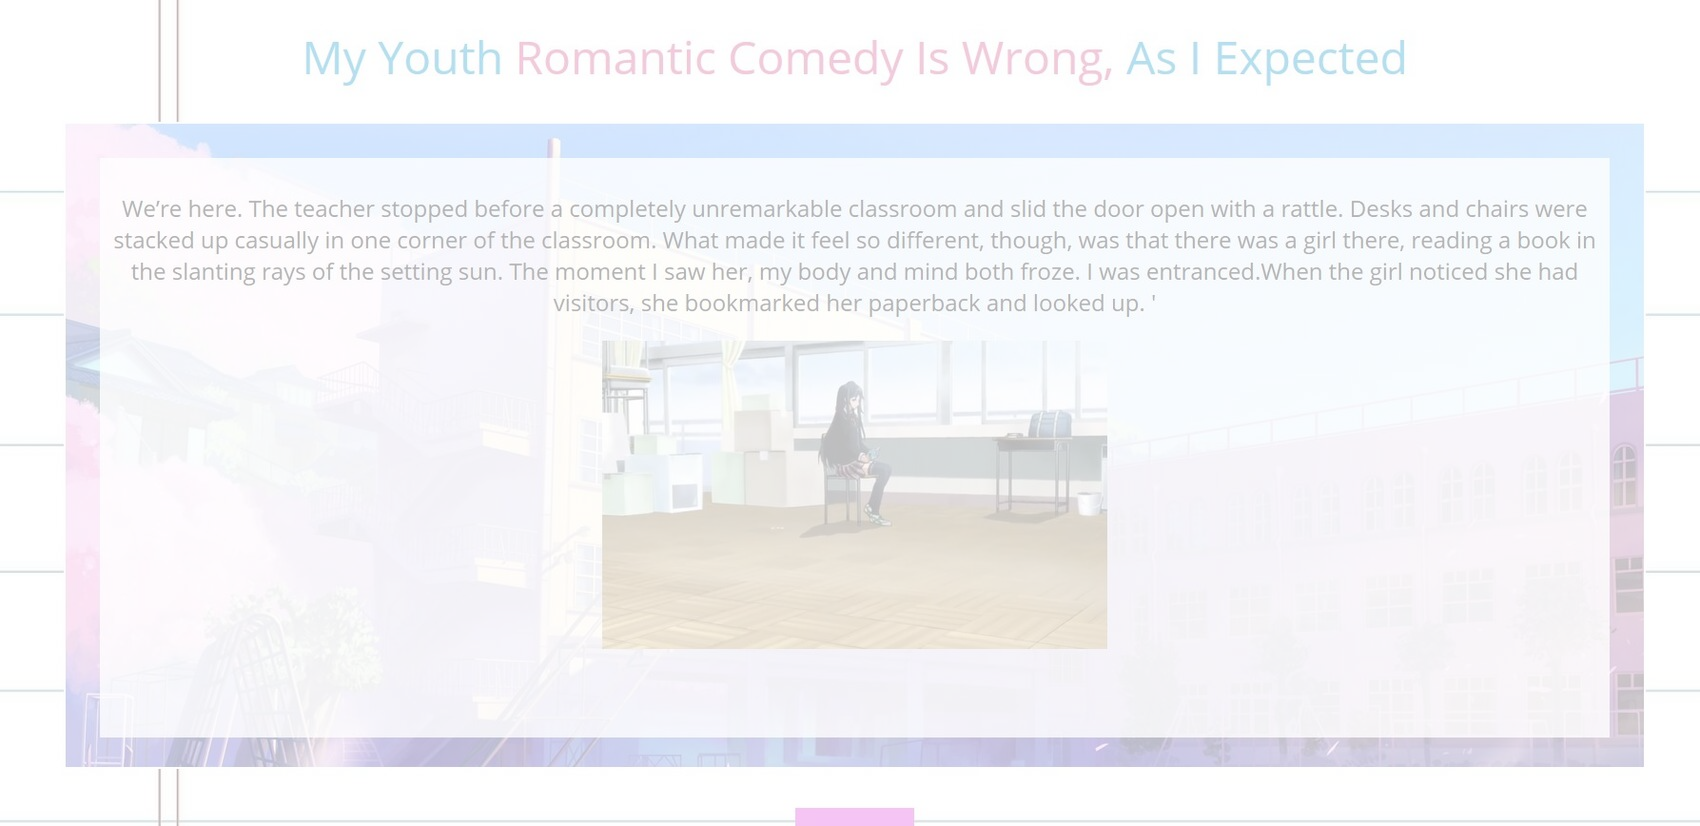 My Youth Romantic Comedy Is Wrong, As I Expected
We’re here. The teacher stopped before a completely unremarkable classroom and slid the door open with a rattle. Desks and chairs were
stacked up casually in one corner of the classroom. What made it feel so different, though, was that there was a girl there, reading a book in
the slanting rays of the setting sun. The moment I saw her, my body and mind both froze. I was entranced.When the girl noticed she had
visitors, she bookmarked her paperback and looked up. '